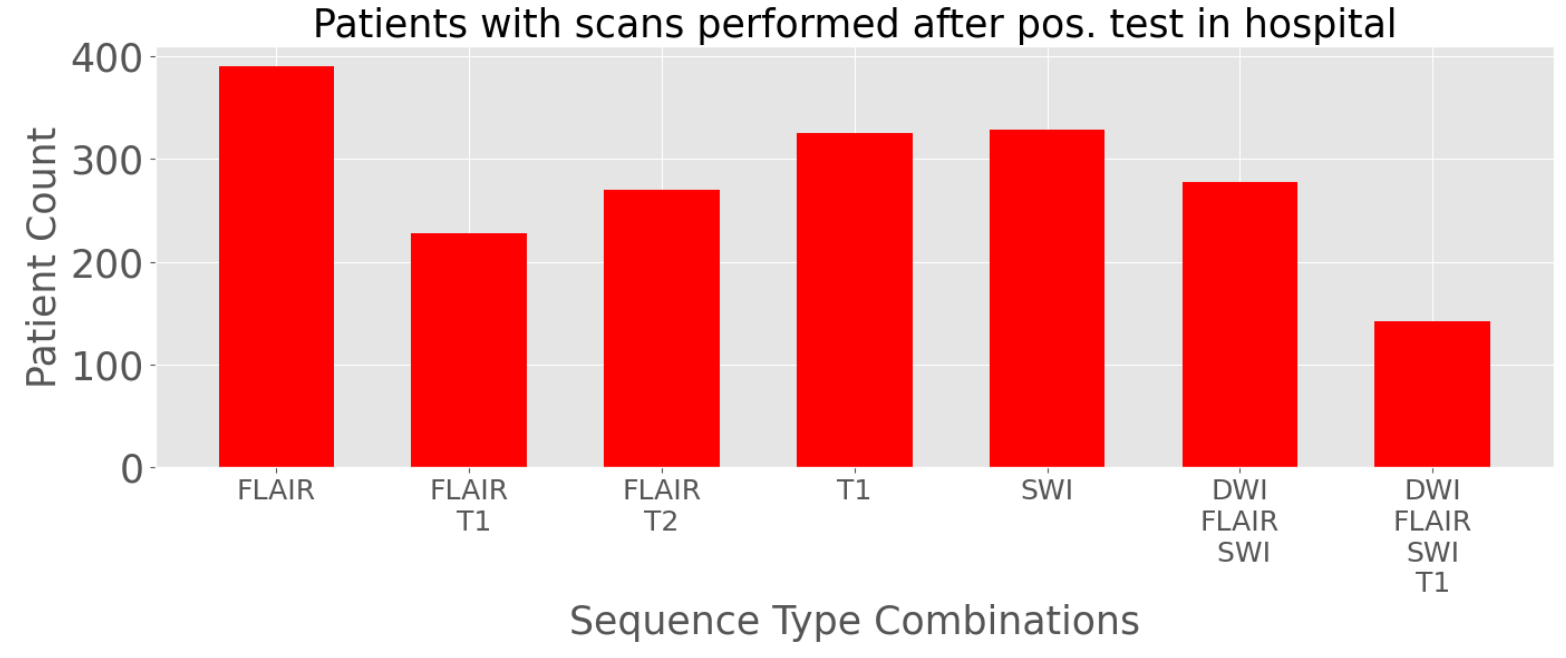 Patients with scans performed after pos. test in hospital
Patient Count
400
300
200
100
0
FLAIR
FLAIR
T1
FLAIR
T2
T1
SWI
DWI
FLAIR
SWI
DWI
FLAIR
SWI
T1
Sequence Type Combinations